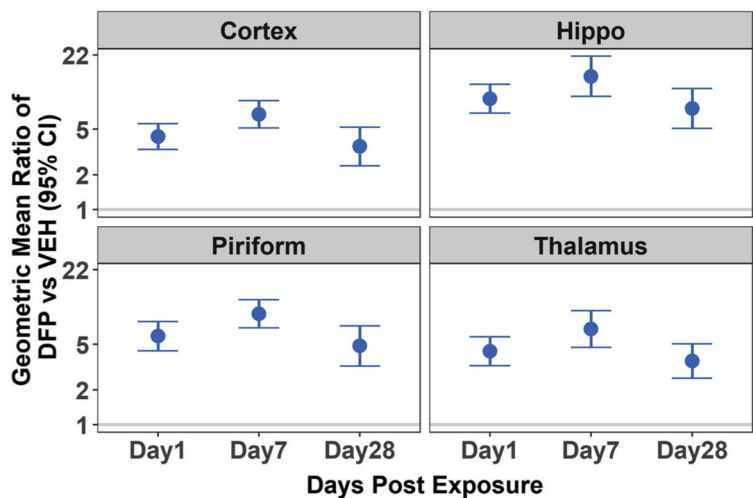 Cortex
Hippo
22
5
2
1
Piriform
Thalamus
22
5
2
1
Day1 Day7 Day28
Day1 Day7 Day28
Days Post Exposure
Geometric Mean Ratio of
DFP vs VEH (95% CI)